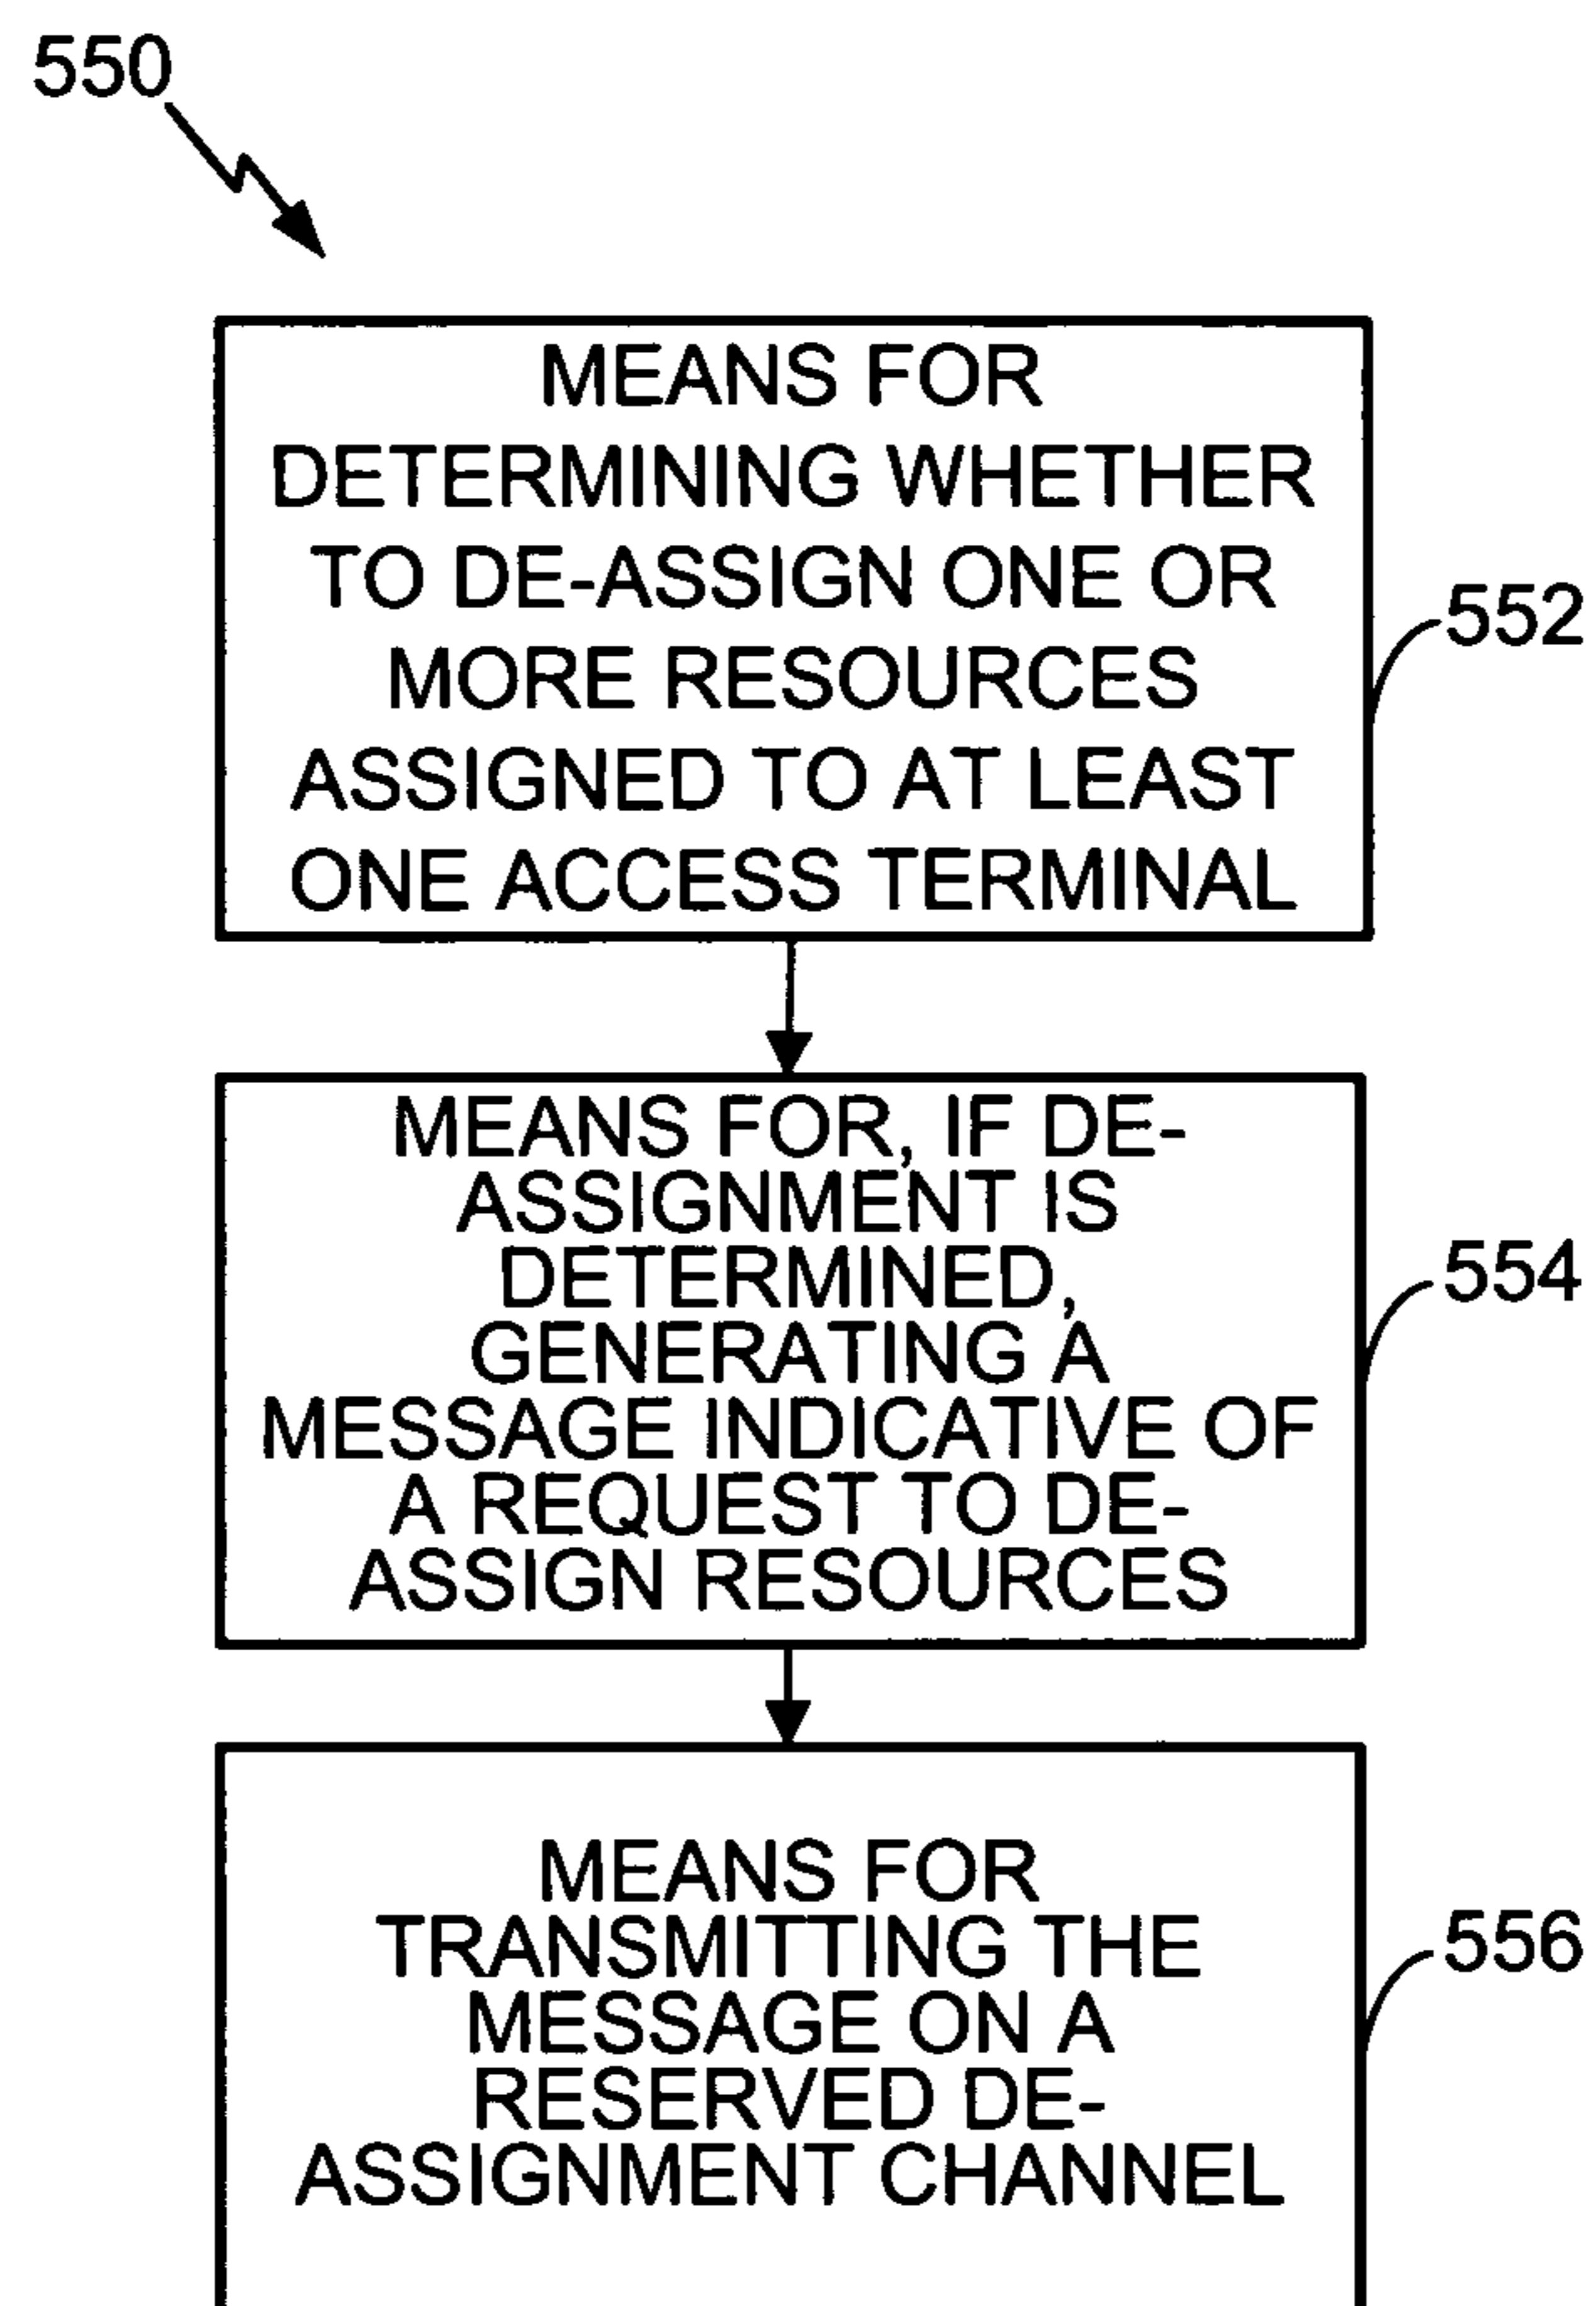 550
MEANS FOR
DETERMINING WHETHER
TO DE-ASSIGN ONE OR
MORE RESOURCES
ASSIGNED TO AT LEAST
ONE ACCESS TERMINAL
552
MEANS FOR, IF DE-
ASSIGNMENT IS
DETERMINED,
GENERATING A
MESSAGE INDICATIVE OF
A REQUEST TO DE-
ASSIGN RESOURCES
554
MEANS FOR
TRANSMITTING THE
MESSAGE ON A
RESERVED DE-
ASSIGNMENT CHANNEL
556